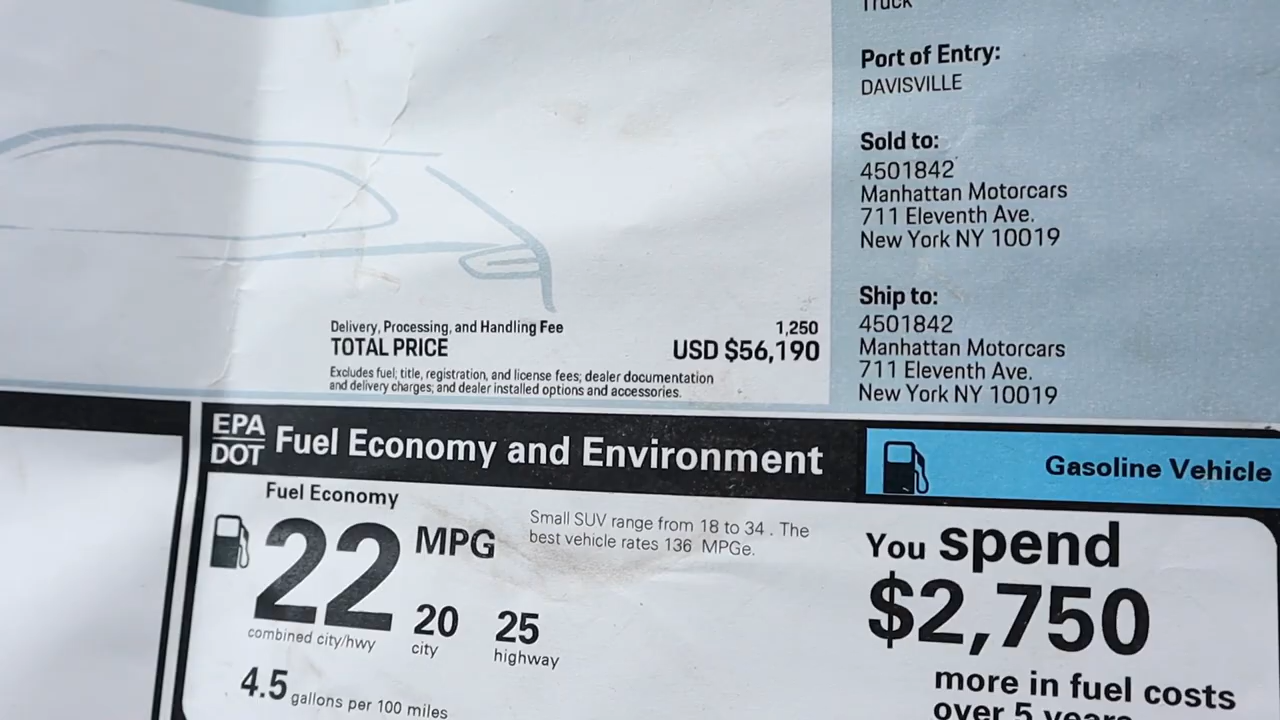 Truck
Port of Entry:
DAVISVILLE
Sold to:
4501842
Manhattan Motorcars
711 Eleventh Ave.
New York NY 10019
Ship to:
4501842
Manhattan Motorcars
711 Eleventh Ave.
New York NY 10019
Delivery, Processing, and Handling Fee 1,250
TOTAL PRICE USD $56,190
Excludes fuel; title, registration, and license fees; dealer documentation
and delivery charges; and dealer installed options and accessories.
EPA
DOT
Fuel Economy and Environment
Gasoline Vehicle
Fuel Economy
22 MPG
combined city/hwy
20
city
25
highway
4.5 gallons per 100 miles
Small SUV range from 18 to 34 . The
best vehicle rates 136 MPGe.
You spend
$2,750
more in fuel costs
over 5 years